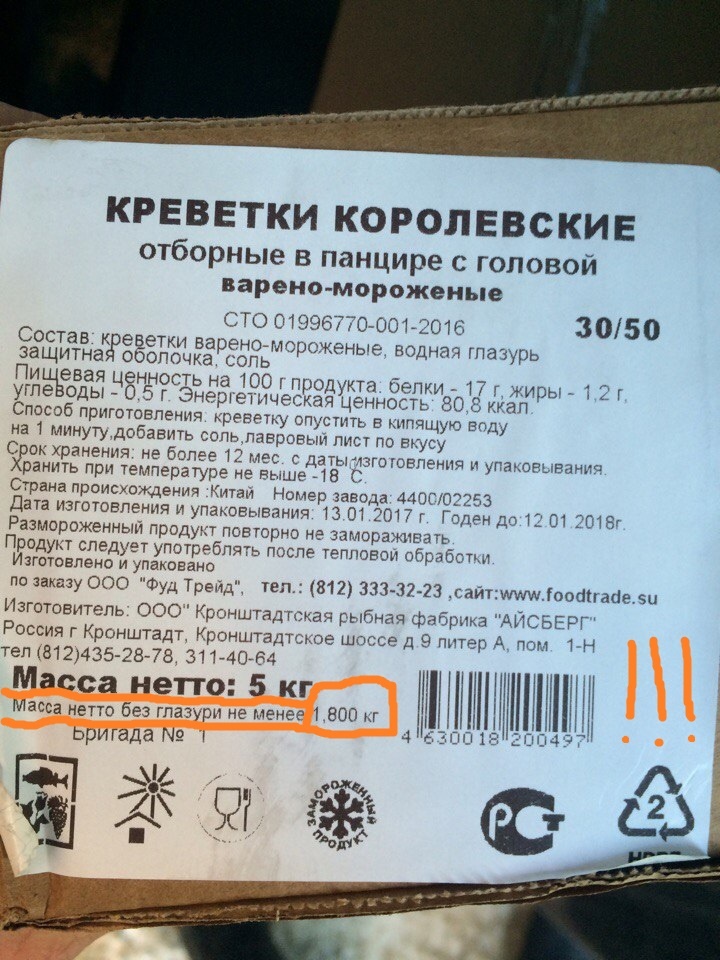 КРЕВЕТКИ КОРОЛЕВСКИЕ
отборные в панцире с головой
варено-мороженые
СТО 01996770-001-2016 30/50
Состав: креветки варено-мороженые, водная глазурь
защитная оболочка, соль
Пищевая ценность на 100 г продукта: белки - 17 г, жиры - 1,2 г,
углеводы - 0,5 г. Энергетическая ценность: 80,8 ккал.
Способ приготовления: креветку опустить в кипящую воду
на 1 минуту,добавить соль,лавровый лист по вкусу
Срок хранения: не более 12 мес. с даты изготовления и упаковывания.
Хранить при температуре не выше -18 °С.
Страна происхождения :Китай Номер завода: 4400/02253
Дата изготовления и упаковывания: 13.01.2017 г. Годен до:12.01.2018г.
Размороженный продукт повторно не замораживать.
Продукт следует употреблять после тепловой обработки.
Изготовлено и упаковано
по заказу ООО "Фуд Трейд", тел.: (812) 333-32-23 ,сайт:www.foodtrade.su
Изготовитель: ООО" Кронштадтская рыбная фабрика "АЙСБЕРГ"
Россия г Кронштадт, Кронштадтское шоссе д.9 литер А, пом. 1-Н
тел (812)435-28-78, 311-40-64
Масса нетто: 5 кг
Масса нетто без глазури не менее 1,800 кг
!!!
Бригада № 1
4 630018 200497
ЗАМОРОЖЕННЫЙ ПРОДУКТ
РСТ
2
HDPE